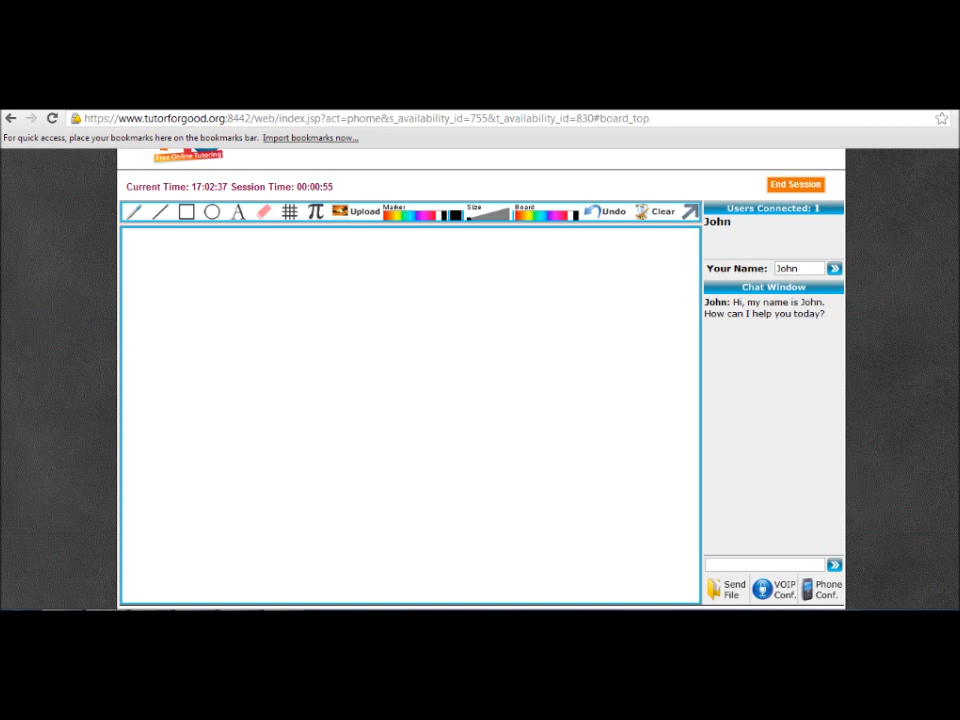 https://www.tutorforgood.org:8442/web/index.jsp?act=phome&s_availability_id=755&t_availability_id=830#board_top
For quick access, place your bookmarks here on the bookmarks bar. Import bookmarks now...
Free Online Tutoring
Current Time: 17:02:37 Session Time: 00:00:55
End Session
A π Upload Marker Size Board Undo Clear
Users Connected: 1
John
Your Name: John
Chat Window
John: Hi, my name is John.
How can I help you today?
Send File
VOIP Conf.
Phone Conf.